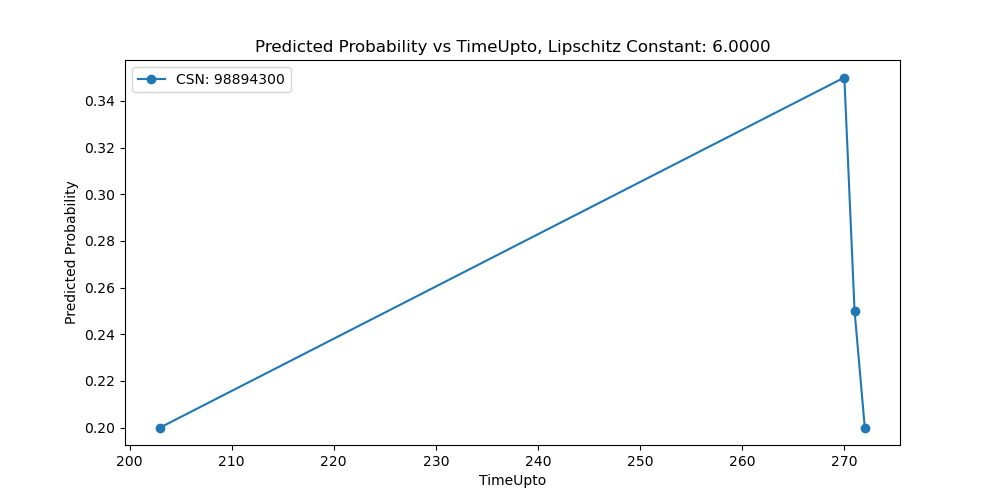 Predicted Probability vs TimeUpto, Lipschitz Constant: 6.0000
CSN: 98894300
Predicted Probability
0.34
0.32
0.30
0.28
0.26
0.24
0.22
0.20
200 210 220 230 240 250 260 270
TimeUpto